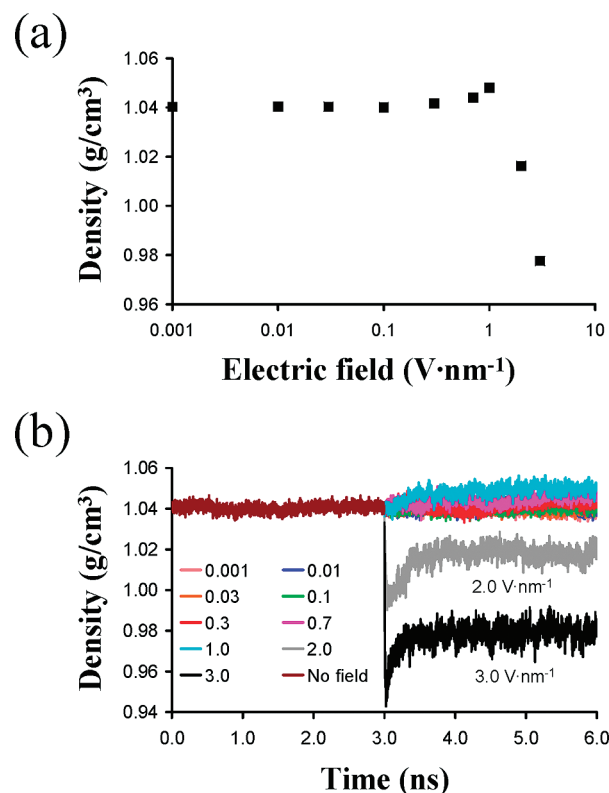 (a)
Density (g/cm³)
1.06
1.04
1.02
1.00
0.98
0.96
0.001
0.01
0.1
1
10
Electric field (V·nm⁻¹)
(b)
Density (g/cm³)
1.06
1.04
1.02
1.00
0.98
0.96
0.94
0.001 0.01
0.03 0.1
0.3 0.7
1.0 2.0
3.0 No field
2.0 V·nm⁻¹
3.0 V·nm⁻¹
0.0 1.0 2.0 3.0 4.0 5.0 6.0
Time (ns)